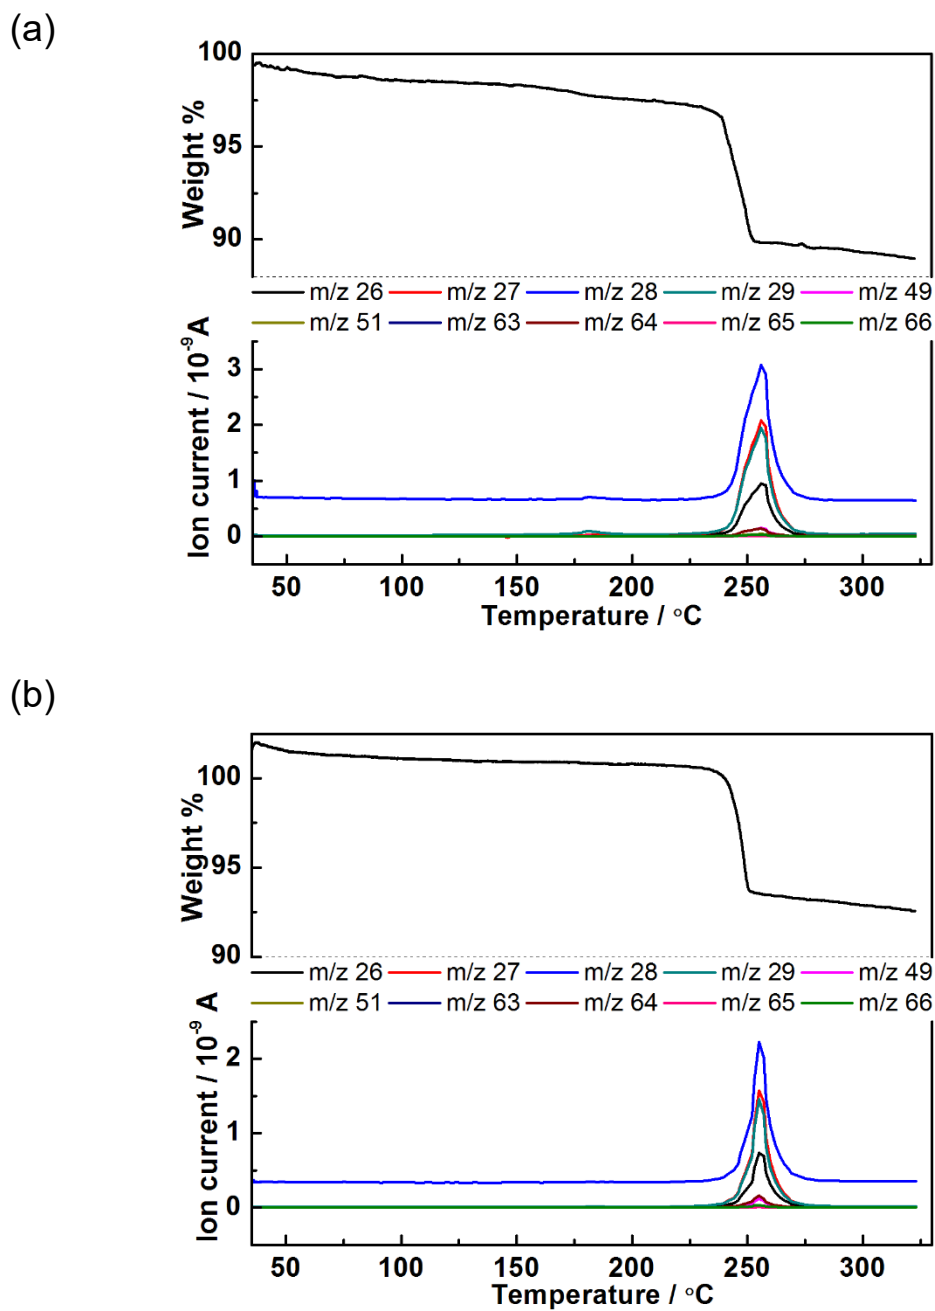 (a)
100
95
90
Weight %
m/z 26 m/z 27 m/z 28 m/z 29 m/z 49
m/z 51 m/z 63 m/z 64 m/z 65 m/z 66
3
2
1
0
Ion current / 10⁻⁹A
50 100 150 200 250 300
Temperature / °C
(b)
100
95
90
Weight %
m/z 26 m/z 27 m/z 28 m/z 29 m/z 49
m/z 51 m/z 63 m/z 64 m/z 65 m/z 66
2
1
0
Ion current / 10⁻⁹ A
50 100 150 200 250 300
Temperature / °C